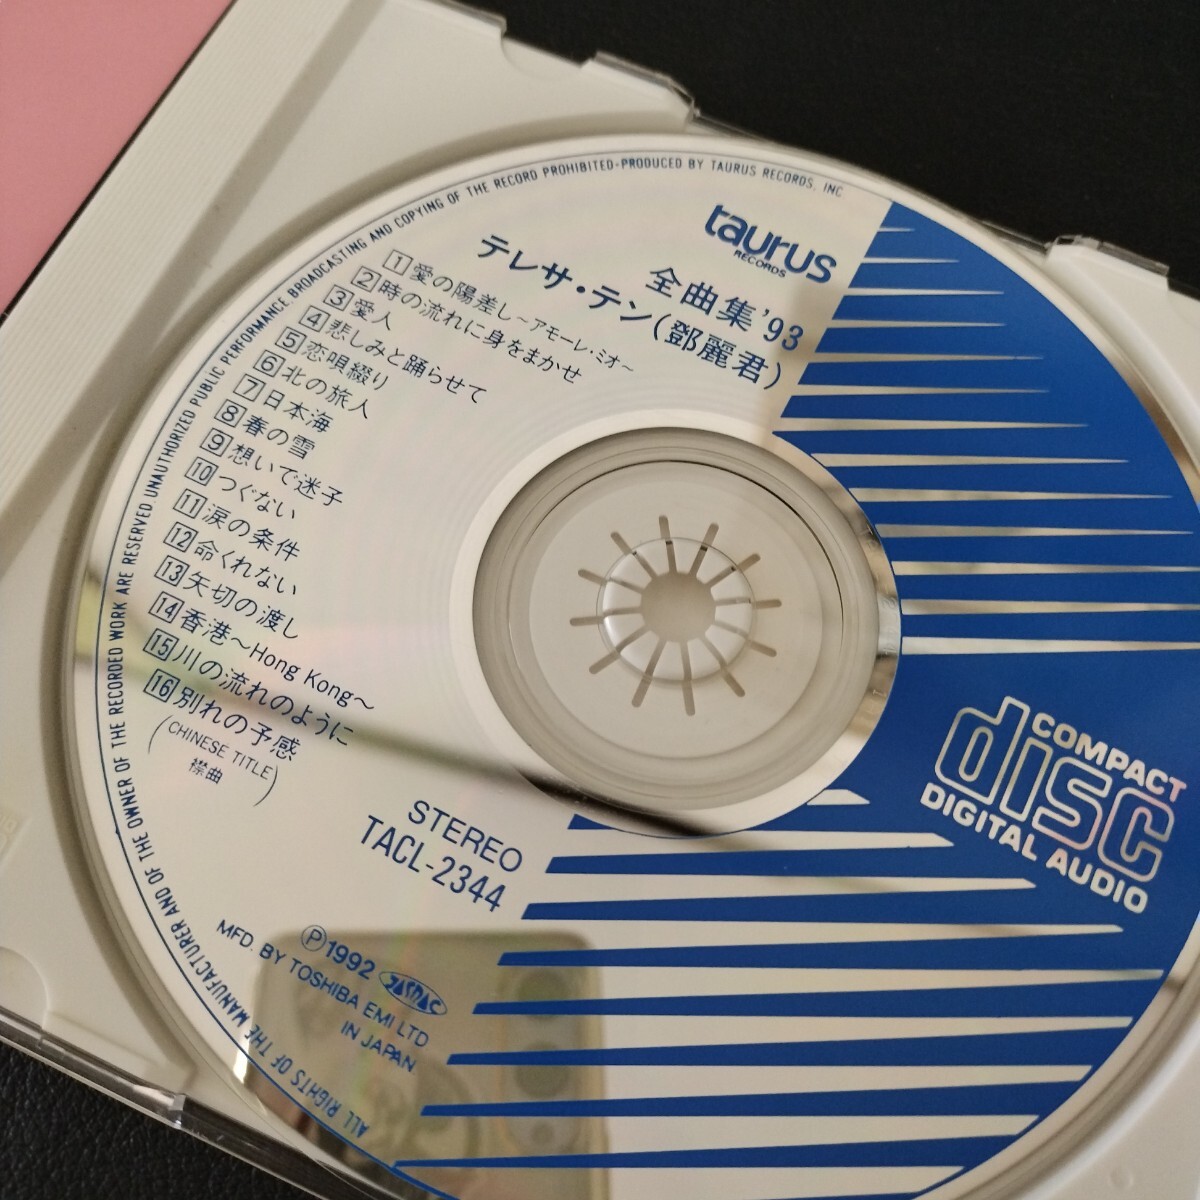 taurus
RECORDS
全曲集'93
テレサ・テン(鄧麗君)
1 愛の陽差し～アモーレ・ミオ～
2 時の流れに身をまかせ
3 愛人
4 悲しみと踊らせて
5 恋唄綴り
6 北の旅人
7 日本海
8 春の雪
9 想いで迷子
10 つぐない
11 涙の条件
12 命くれない
13 矢切の渡し
14 香港～Hong Kong～
15 川の流れのように
16 別れの予感
(CHINESE TITLE)
襟曲
STEREO
TACL-2344
Ⓟ1992 JASRAC
MFD. BY TOSHIBA EMI LTD
IN JAPAN
COMPACT
disc
DIGITAL AUDIO
ALL RIGHTS OF THE MANUFACTURER AND OF THE OWNER OF THE RECORDED WORK ARE RESERVED UNAUTHORIZED PUBLIC PERFORMANCE BROADCASTING AND COPYING OF THE RECORD PROHIBITED-PRODUCED BY TAURUS RECORDS, INC